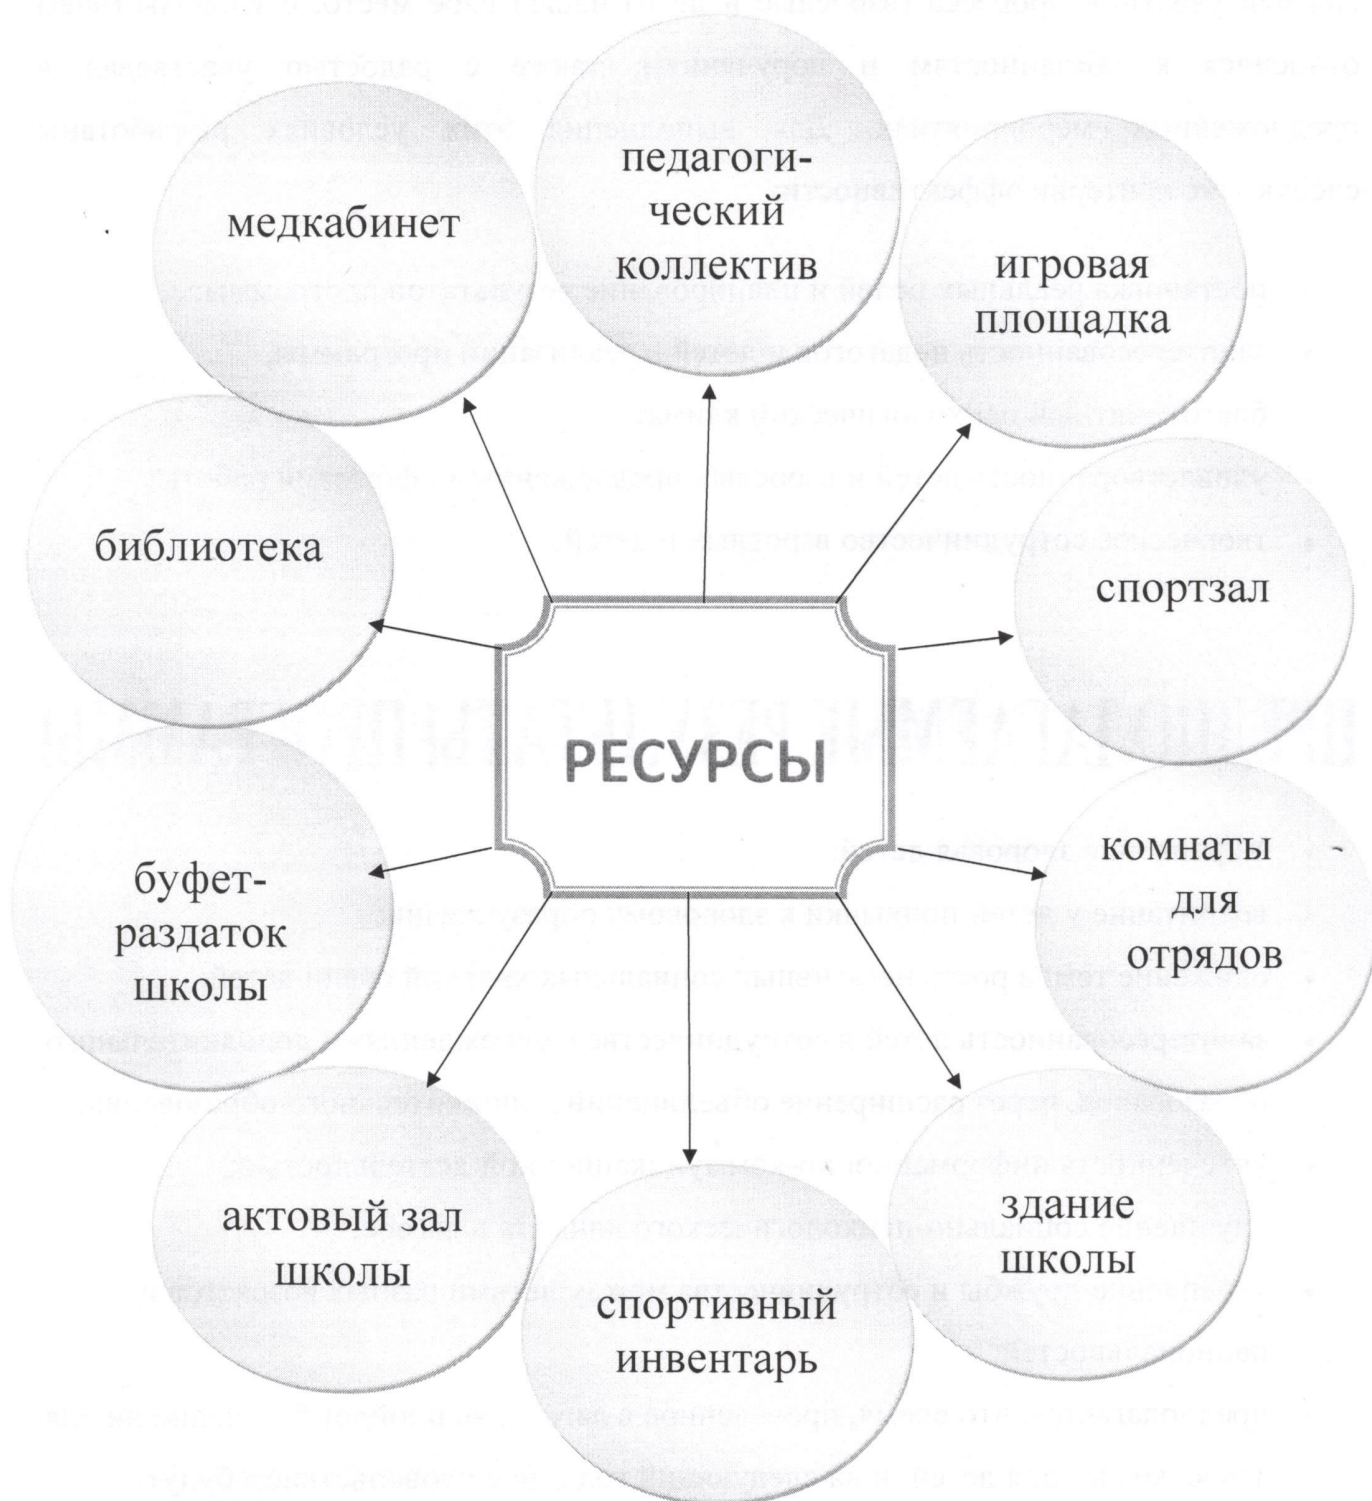 педагоги-
ческий
коллектив
медкабинет
игровая
площадка
библиотека
спортзал
РЕСУРСЫ
буфет-
раздаток
школы
комнаты
для
отрядов
актовый зал
школы
здание
школы
спортивный
инвентарь